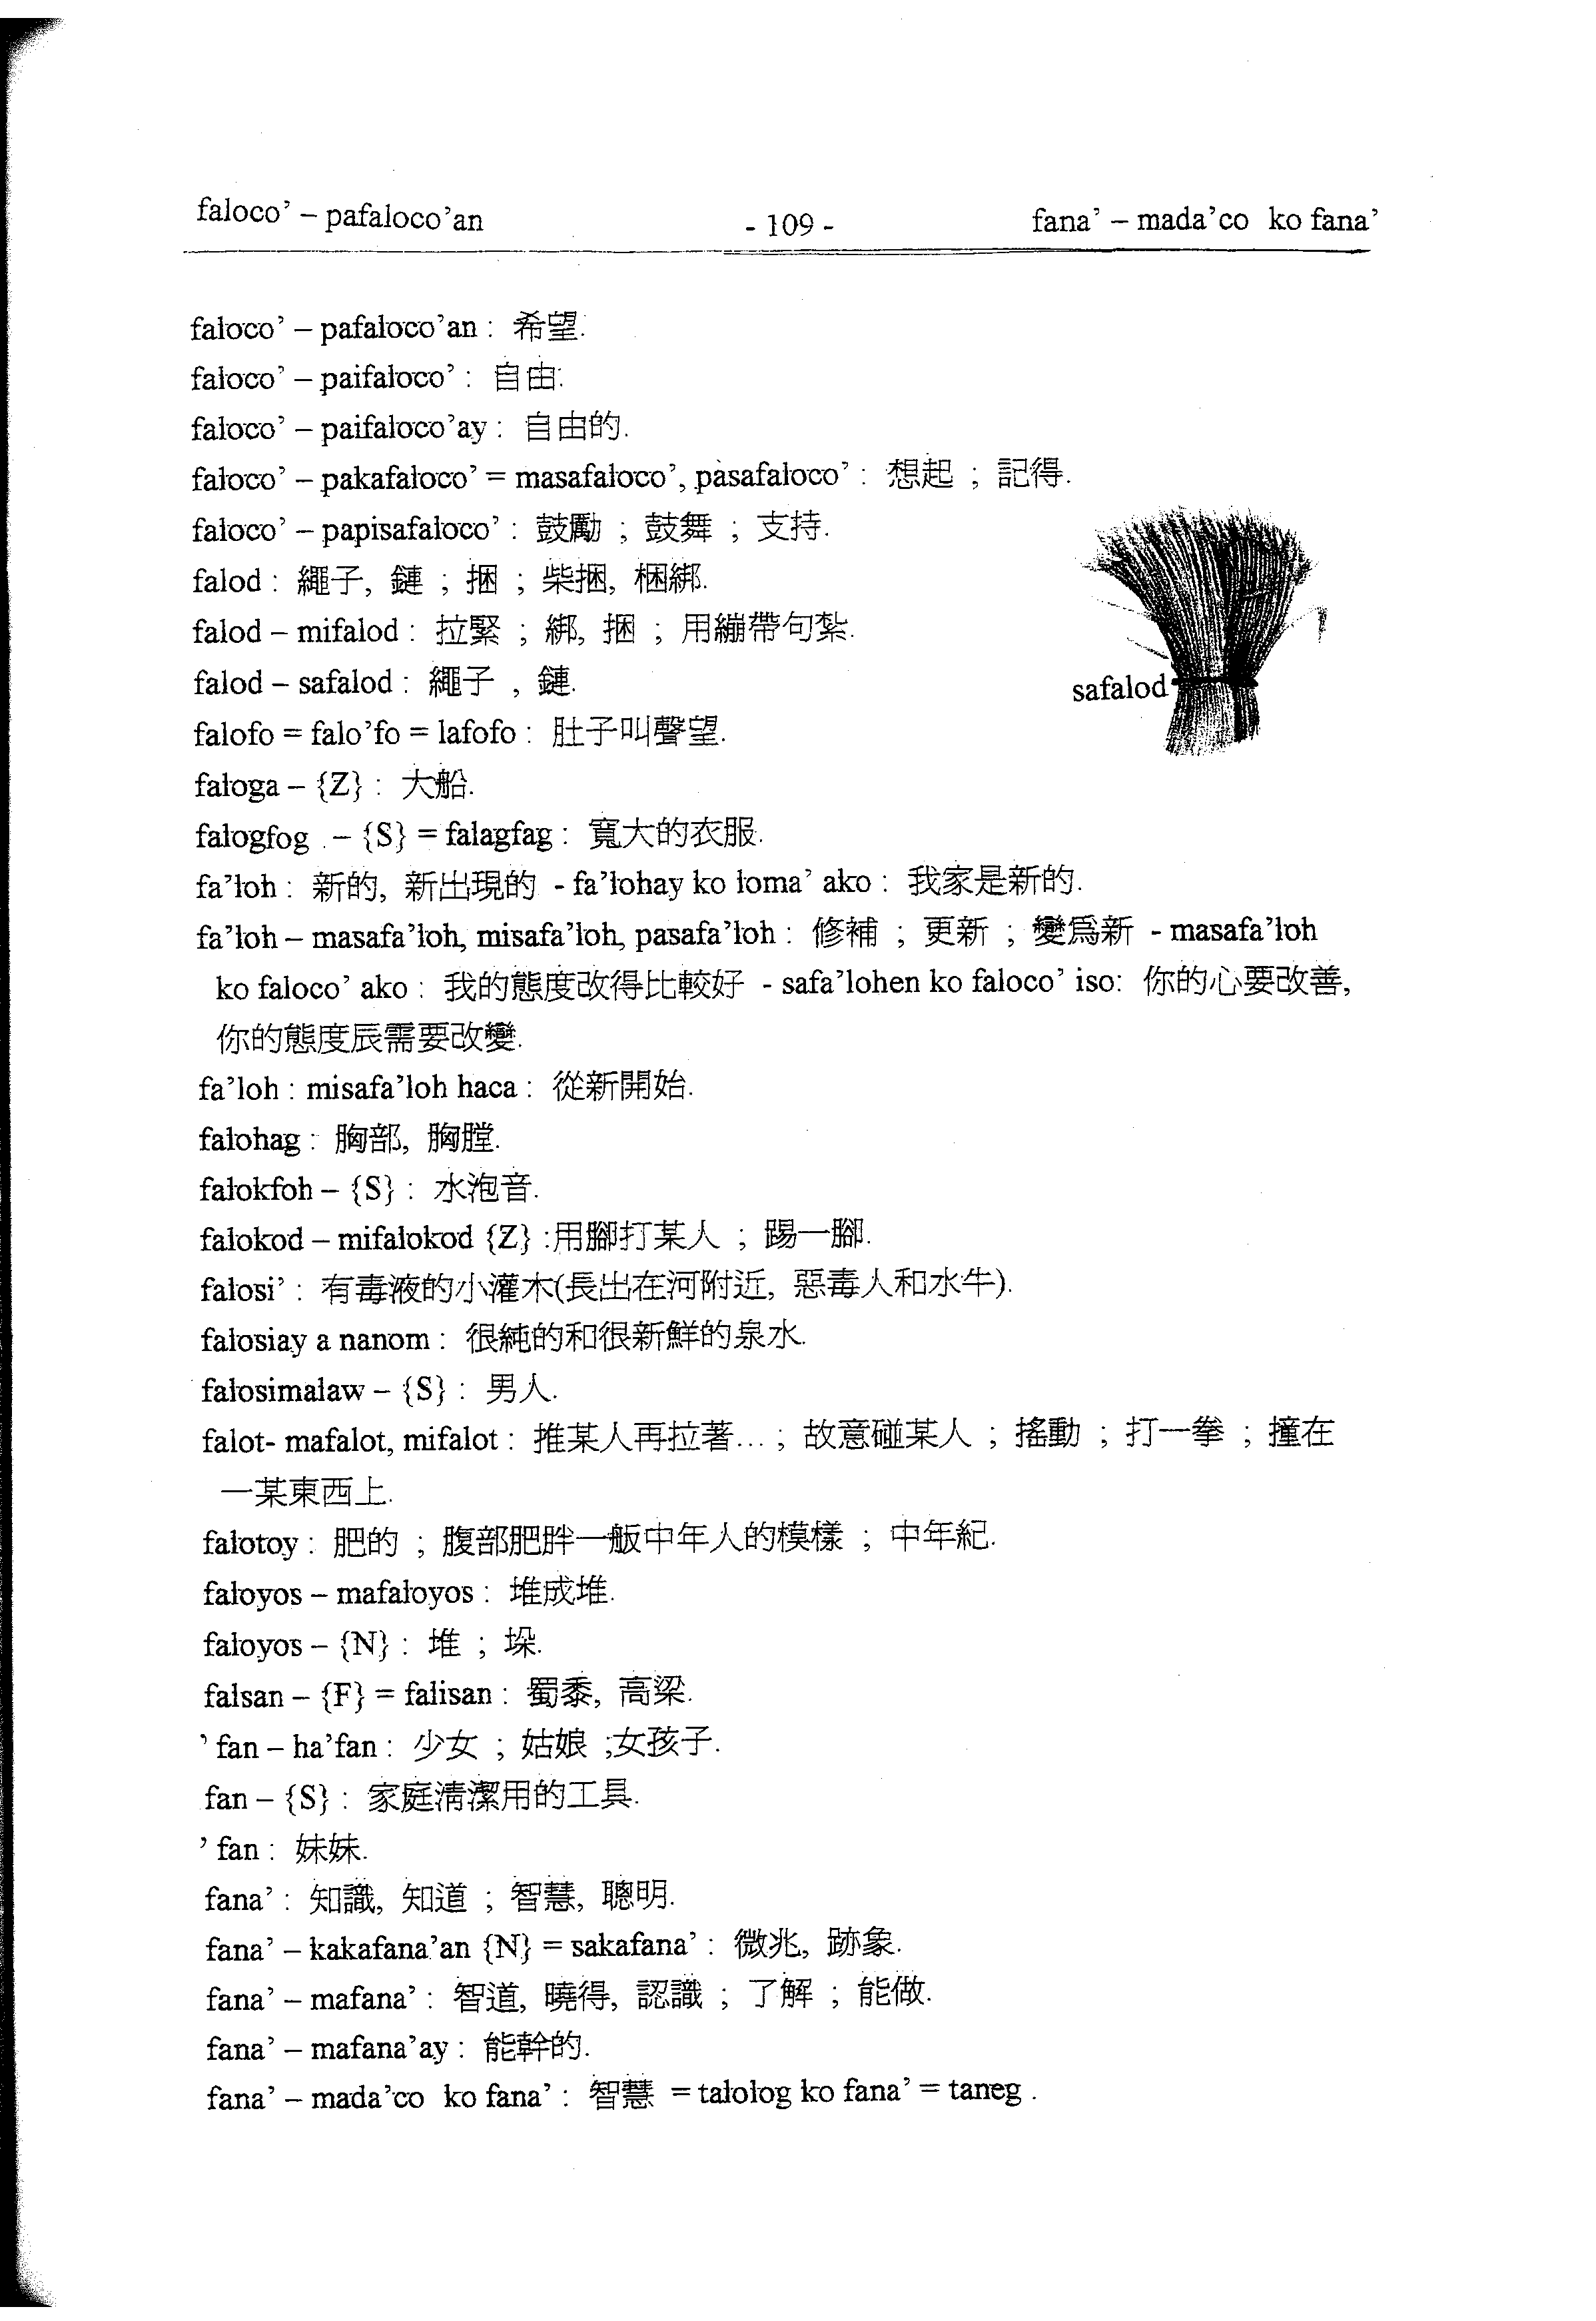 faloco’ – pafaloco’an
- 109 -
fana’ – mada’co ko fana’
faloco’ – pafaloco’an : 希望.
faloco’ – paifaloco’ : 自由.
faloco’ – paifaloco’ay : 自由的.
faloco’ – pakafaloco’ = masafaloco’, pasafaloco’ : 想起 ; 記得.
faloco’ – papisafaloco’ : 鼓勵 ; 鼓舞 ; 支持.
falod : 繩子, 鏈 ; 捆 ; 柴捆, 梱綁.
falod – mifalod : 拉緊 ; 綁, 捆 ; 用繃帶句紮.
falod – safalod : 繩子 , 鏈.
safalod
falofo = falo’fo = lafofo : 肚子叫聲望.
faloga – {Z} : 大船.
falogfog – {S} = falagfag : 寬大的衣服.
fa’loh : 新的, 新出現的 - fa’lohay ko loma’ ako : 我家是新的.
fa’loh – masafa’loh, misafa’loh, pasafa’loh : 修補 ; 更新 ; 變爲新 - masafa’loh
ko faloco’ ako : 我的態度改得比較好 - safa’lohen ko faloco’ iso: 你的心要改善,
你的態度辰需要改變.
fa’loh : misafa’loh haca : 從新開始.
falohag : 胸部, 胸膛.
falokfoh – {S} : 水泡音.
falokod – mifalokod {Z} :用腳打某人 ; 踢一腳.
falosi’ : 有毒液的小灌木(長出在河附近, 惡毒人和水牛).
falosiay a nanom : 很純的和很新鮮的泉水.
falosimalaw – {S} : 男人.
falot- mafalot, mifalot : 推某人再拉著... ; 故意碰某人 ; 搖動 ; 打一拳 ; 撞在
一某東西上.
falotoy : 肥的 ; 腹部肥胖一舨中年人的模樣 ; 中年紀.
faloyos – mafaloyos : 堆成堆.
faloyos – {N} : 堆 ; 垛.
falsan – {F} = falisan : 蜀黍, 高梁.
’ fan – ha’fan : 少女 ; 姑娘 ;女孩子.
fan – {S} : 家庭清潔用的工具.
’ fan : 妹妹.
fana’ : 知識, 知道 ; 智慧, 聰明.
fana’ – kakafana’an {N} = sakafana’ : 微兆, 跡象.
fana’ – mafana’ : 智道, 曉得, 認識 ; 了解 ; 能做.
fana’ – mafana’ay : 能幹的.
fana’ – mada’co ko fana’ : 智慧 = talolog ko fana’ = taneg .